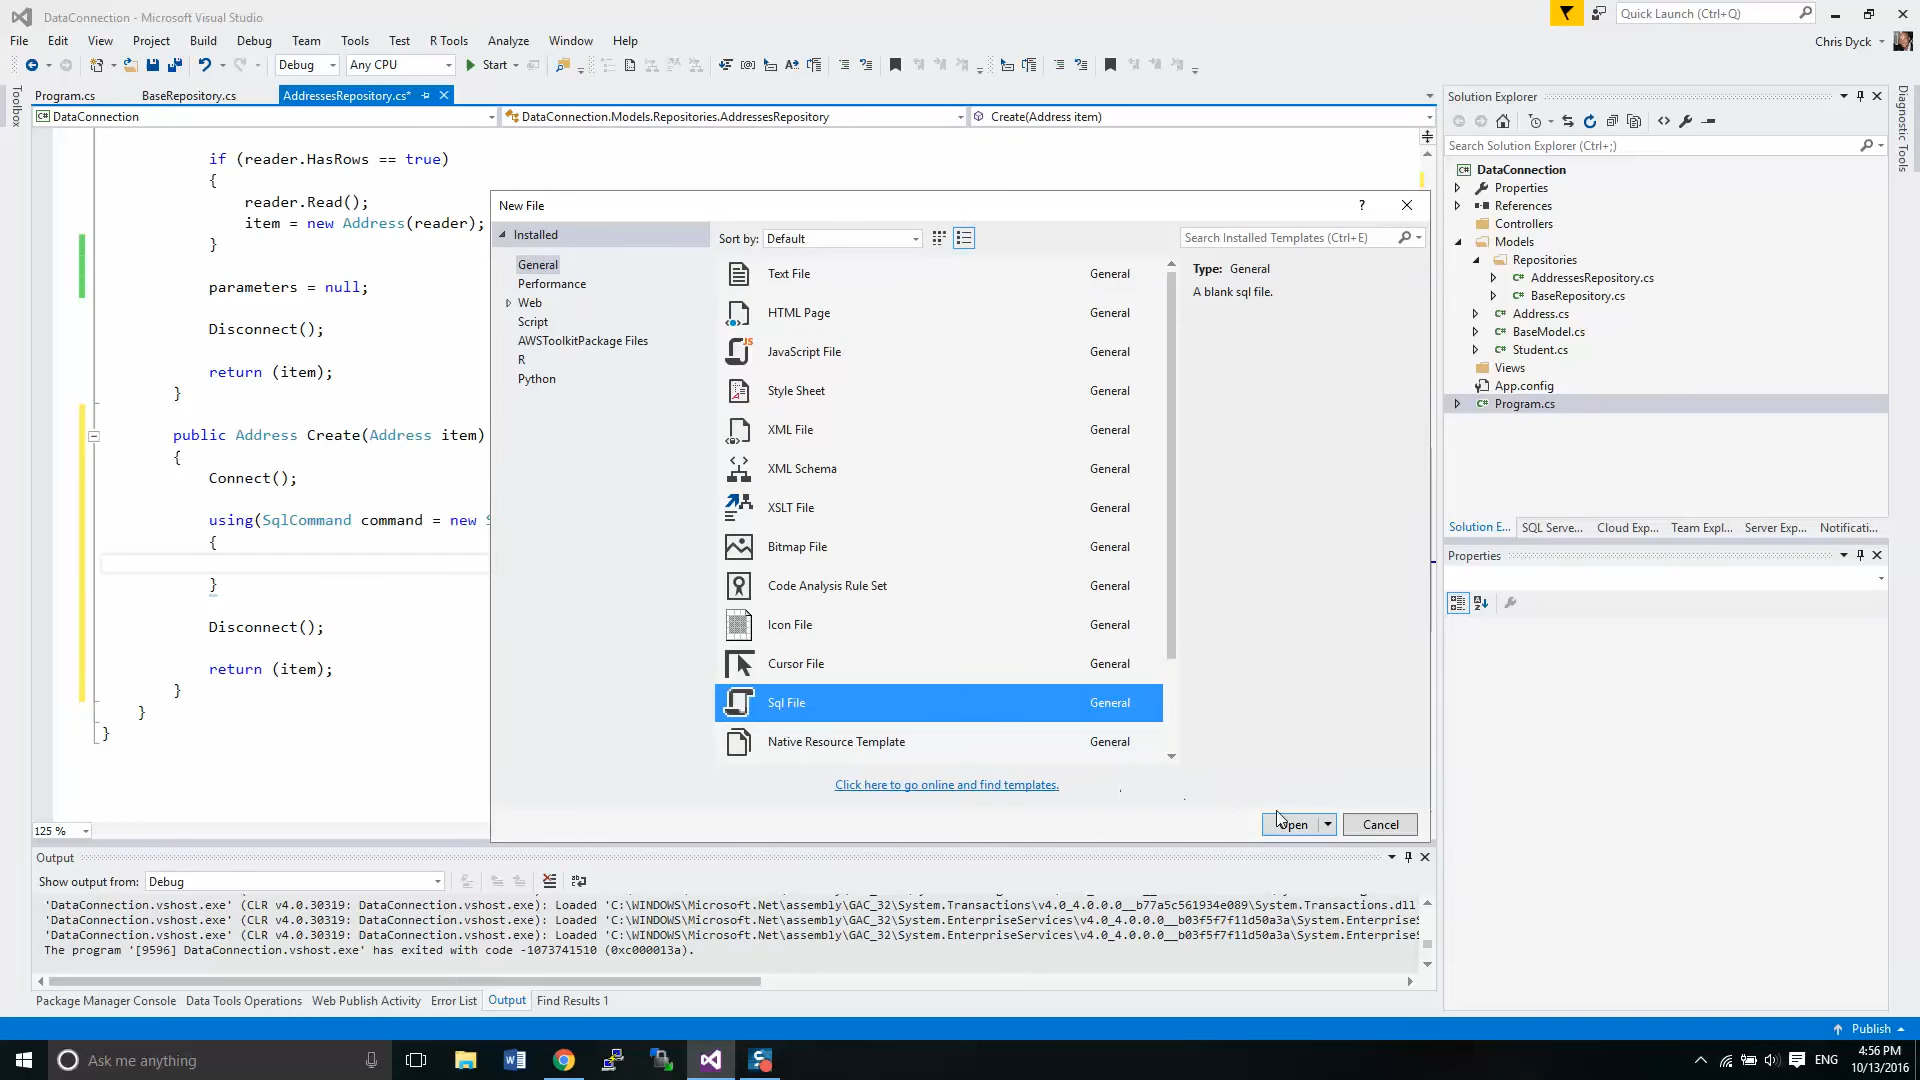 DataConnection - Microsoft Visual Studio
Quick Launch (Ctrl+Q)
File Edit View Project Build Debug Team Tools Test R Tools Analyze Window Help
Chris Dyck
Debug Any CPU Start
Toolbox
Program.cs BaseRepository.cs AddressesRepository.cs*
DataConnection DataConnection.Models.Repositories.AddressesRepository Create(Address item)
if (reader.HasRows == true)
{
reader.Read();
item = new Address(reader);
}
parameters = null;
Disconnect();
return (item);
}
public Address Create(Address item)
{
Connect();
using(SqlCommand command = new S
{
}
Disconnect();
return (item);
}
}
}
125 %
New File
?
Installed
General
Performance
Web
Script
AWSToolkitPackage Files
R
Python
Sort by: Default
Search Installed Templates (Ctrl+E)
Text File General
HTML Page General
JavaScript File General
Style Sheet General
XML File General
XML Schema General
XSLT File General
Bitmap File General
Code Analysis Rule Set General
Icon File General
Cursor File General
Sql File General
Native Resource Template General
Type: General
A blank sql file.
Click here to go online and find templates.
Open Cancel
Solution Explorer
Search Solution Explorer (Ctrl+;)
DataConnection
Properties
References
Controllers
Models
Repositories
AddressesRepository.cs
BaseRepository.cs
Address.cs
BaseModel.cs
Student.cs
Views
App.config
Program.cs
Solution E... SQL Serve... Cloud Exp... Team Expl... Server Exp... Notificati...
Properties
Diagnostic Tools
Output
Show output from: Debug
'DataConnection.vshost.exe' (CLR v4.0.30319: DataConnection.vshost.exe): Loaded 'C:\WINDOWS\Microsoft.Net\assembly\GAC_32\System.Transactions\v4.0_4.0.0.0__b77a5c561934e089\System.Transactions.dll
'DataConnection.vshost.exe' (CLR v4.0.30319: DataConnection.vshost.exe): Loaded 'C:\WINDOWS\Microsoft.Net\assembly\GAC_32\System.EnterpriseServices\v4.0_4.0.0.0__b03f5f7f11d50a3a\System.EnterpriseS
'DataConnection.vshost.exe' (CLR v4.0.30319: DataConnection.vshost.exe): Loaded 'C:\WINDOWS\Microsoft.Net\assembly\GAC_32\System.EnterpriseServices\v4.0_4.0.0.0__b03f5f7f11d50a3a\System.EnterpriseS
The program '[9596] DataConnection.vshost.exe' has exited with code -1073741510 (0xc000013a).
Package Manager Console Data Tools Operations Web Publish Activity Error List Output Find Results 1
Publish
Ask me anything
ENG
4:56 PM
10/13/2016